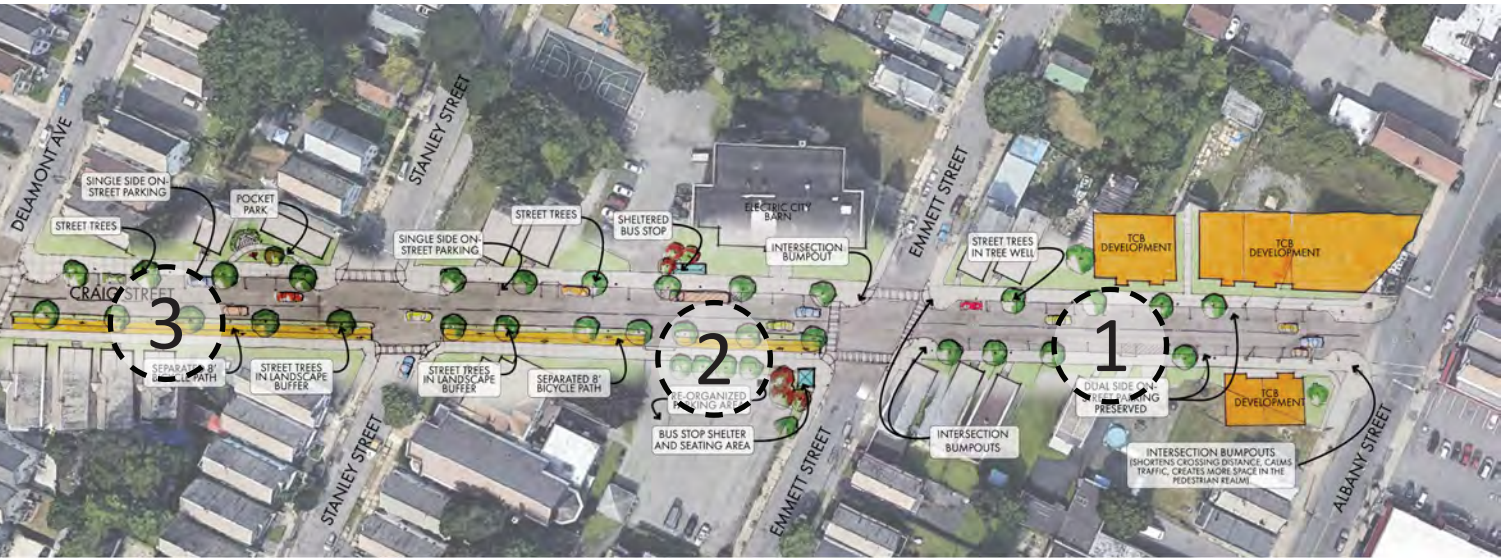 DELAMONT AVE
SINGLE SIDE ON-
STREET PARKING
STREET TREES
POCKET
PARK
CRAIG STREET
3
SEPARATED 8'
BICYCLE PATH
STREET TREES
IN LANDSCAPE
BUFFER
STANLEY STREET
STANLEY STREET
SINGLE SIDE ON-
STREET PARKING
STREET TREES
SHELTERED
BUS STOP
ELECTRIC CITY
BARN
INTERSECTION
BUMPOUT
STREET TREES
IN LANDSCAPE
BUFFER
SEPARATED 8'
BICYCLE PATH
2
RE-ORGANIZED
PARKING AREA
BUS STOP SHELTER
AND SEATING AREA
EMMETT STREET
EMMETT STREET
STREET TREES
IN TREE WELL
TCB
DEVELOPMENT
TCB
DEVELOPMENT
1
INTERSECTION
BUMPOUTS
DUAL SIDE ON-
STREET PARKING
PRESERVED
TCB
DEVELOPMENT
INTERSECTION BUMPOUTS
(SHORTENS CROSSING DISTANCE, CALMS
TRAFFIC, CREATES MORE SPACE IN THE
PEDESTRIAN REALM)
ALBANY STREET